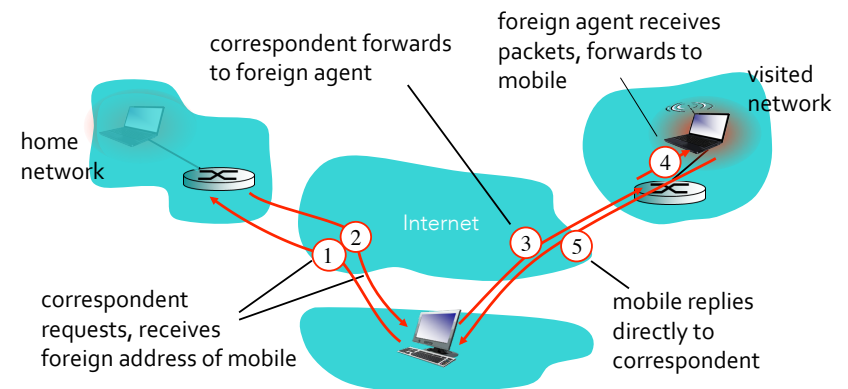 correspondent forwards
to foreign agent
foreign agent receives
packets, forwards to
mobile
visited
network
home
network
Internet
1
2
3
4
5
correspondent
requests, receives
foreign address of mobile
mobile replies
directly to
correspondent